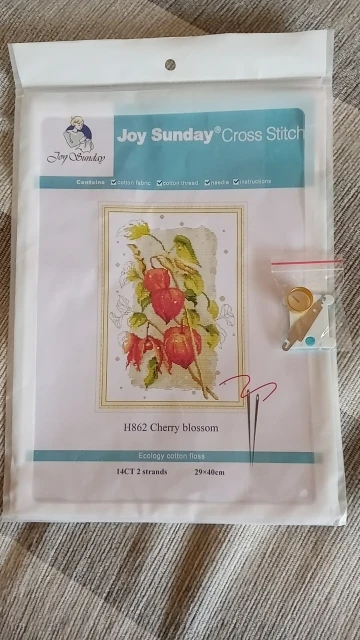 Joy Sunday
Joy Sunday® Cross Stitch
Contains cotton fabric cotton thread needle instructions
H862 Cherry blossom
Ecology cotton floss
14CT 2 strands 29×40cm